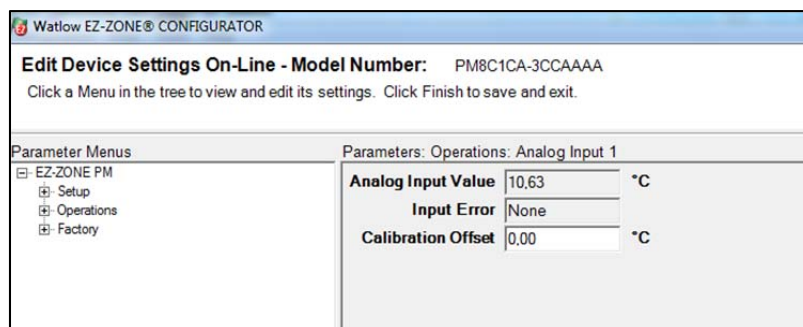 Watlow EZ-ZONE® CONFIGURATOR
Edit Device Settings On-Line - Model Number: PM8C1CA-3CCAAAA
Click a Menu in the tree to view and edit its settings. Click Finish to save and exit.
Parameter Menus
EZ-ZONE PM
Setup
Operations
Factory
Parameters: Operations: Analog Input 1
Analog Input Value 10,63 °C
Input Error None
Calibration Offset 0,00 °C